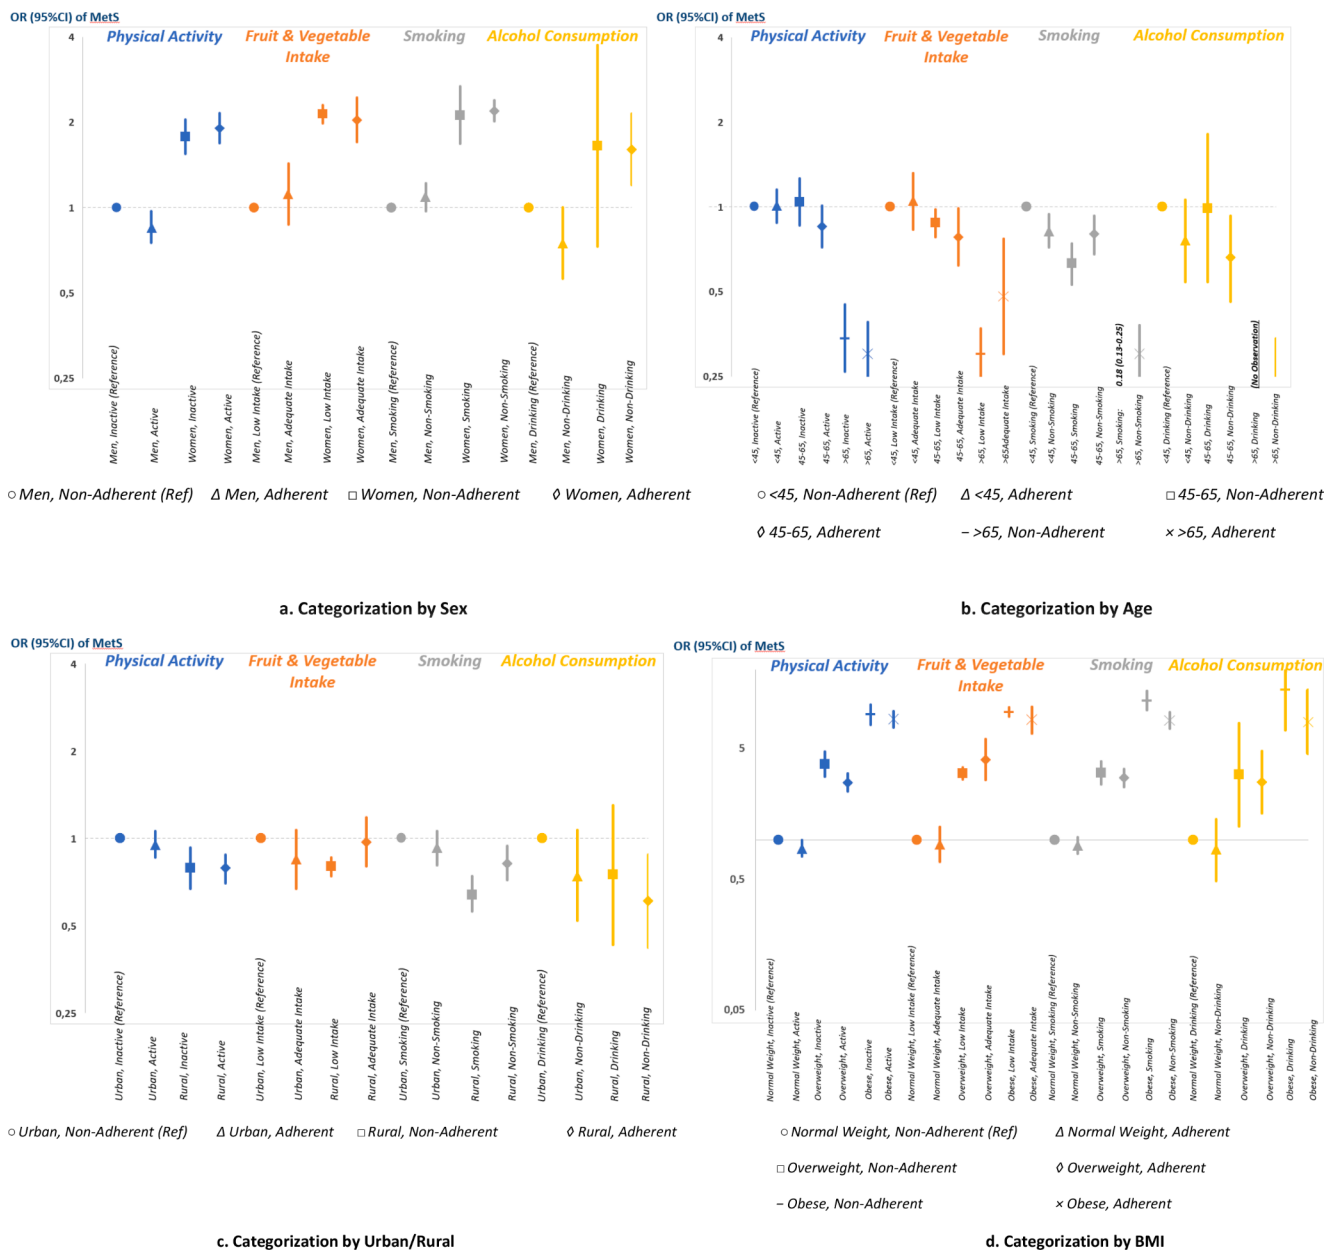 OR (95%CI) of MetS
Physical Activity
Fruit & Vegetable
Intake
Smoking
Alcohol Consumption
4
2
1
0,5
0,25
Men, Inactive (Reference)
Men, Active
Women, Inactive
Women, Active
Men, Low Intake (Reference)
Men, Adequate Intake
Women, Low Intake
Women, Adequate Intake
Men, Smoking (Reference)
Men, Non-Smoking
Women, Smoking
Women, Non-Smoking
Men, Drinking (Reference)
Men, Non-Drinking
Women, Drinking
Women, Non-Drinking
○ Men, Non-Adherent (Ref)
Δ Men, Adherent
□ Women, Non-Adherent
◊ Women, Adherent
a. Categorization by Sex
OR (95%CI) of MetS
Physical Activity
Fruit & Vegetable
Intake
Smoking
Alcohol Consumption
4
2
1
0,5
0,25
<45, Inactive (Reference)
<45, Active
45-65, Inactive
45-65, Active
>65, Inactive
>65, Active
<45, Low Intake (Reference)
<45, Adequate Intake
45-65, Low Intake
45-65, Adequate Intake
>65, Low Intake
>65Adequate Intake
<45, Smoking (Reference)
<45, Non-Smoking
45-65, Smoking
45-65, Non-Smoking
>65, Smoking: 0.18 (0.13-0.25)
>65, Non-Smoking
<45, Drinking (Reference)
<45, Non-Drinking
45-65, Drinking
45-65, Non-Drinking
>65, Drinking (No Observation)
>65, Non-Drinking
○ <45, Non-Adherent (Ref)
Δ <45, Adherent
□ 45-65, Non-Adherent
◊ 45-65, Adherent
– >65, Non-Adherent
× >65, Adherent
b. Categorization by Age
OR (95%CI) of MetS
Physical Activity
Fruit & Vegetable
Intake
Smoking
Alcohol Consumption
4
2
1
0,5
0,25
Urban, Inactive (Reference)
Urban, Active
Rural, Inactive
Rural, Active
Urban, Low Intake (Reference)
Urban, Adequate Intake
Rural, Low Intake
Rural, Adequate Intake
Urban, Smoking (Reference)
Urban, Non-Smoking
Rural, Smoking
Rural, Non-Smoking
Urban, Drinking (Reference)
Urban, Non-Drinking
Rural, Drinking
Rural, Non-Drinking
○ Urban, Non-Adherent (Ref)
Δ Urban, Adherent
□ Rural, Non-Adherent
◊ Rural, Adherent
c. Categorization by Urban/Rural
OR (95%CI) of MetS
Physical Activity
Fruit & Vegetable
Intake
Smoking
Alcohol Consumption
5
0,5
0,05
Normal Weight, Inactive (Reference)
Normal Weight, Active
Overweight, Inactive
Overweight, Active
Obese, Inactive
Obese, Active
Normal Weight, Low Intake (Reference)
Normal Weight, Adequate Intake
Overweight, Low Intake
Overweight, Adequate Intake
Obese, Low Intake
Obese, Adequate Intake
Normal Weight, Smoking (Reference)
Normal Weight, Non-Smoking
Overweight, Smoking
Overweight, Non-Smoking
Obese, Smoking
Obese, Non-Smoking
Normal Weight, Drinking (Reference)
Normal Weight, Non-Drinking
Overweight, Drinking
Overweight, Non-Drinking
Obese, Drinking
Obese, Non-Drinking
○ Normal Weight, Non-Adherent (Ref)
Δ Normal Weight, Adherent
□ Overweight, Non-Adherent
◊ Overweight, Adherent
– Obese, Non-Adherent
× Obese, Adherent
d. Categorization by BMI